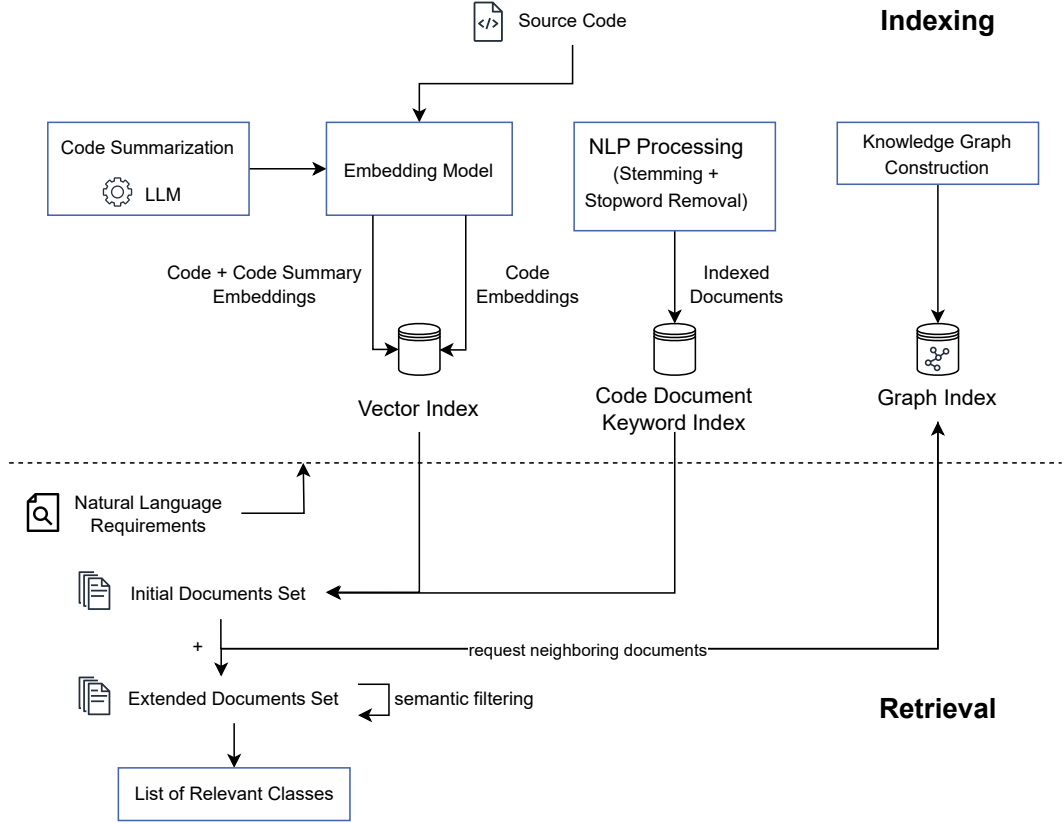 Source Code
Indexing
</>
Code Summarization
LLM
Embedding Model
NLP Processing
(Stemming +
Stopword Removal)
Knowledge Graph
Construction
Code + Code Summary
Embeddings
Code
Embeddings
Indexed
Documents
Vector Index
Code Document
Keyword Index
Graph Index
Natural Language
Requirements
Initial Documents Set
+
request neighboring documents
Extended Documents Set
semantic filtering
Retrieval
List of Relevant Classes